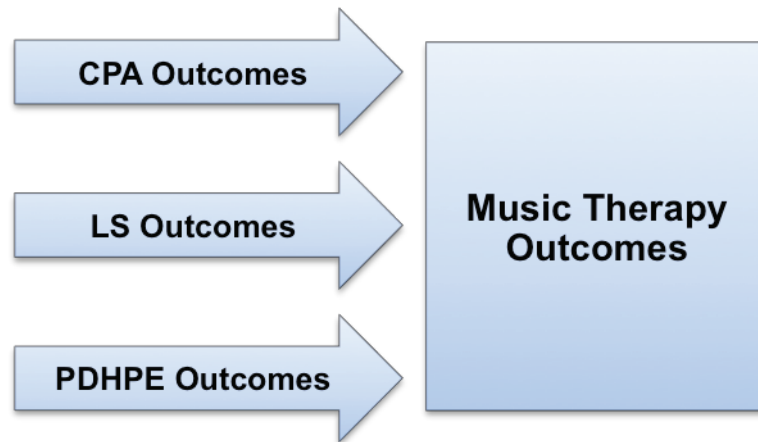 CPA Outcomes
LS Outcomes
PDHPE Outcomes
Music Therapy
Outcomes